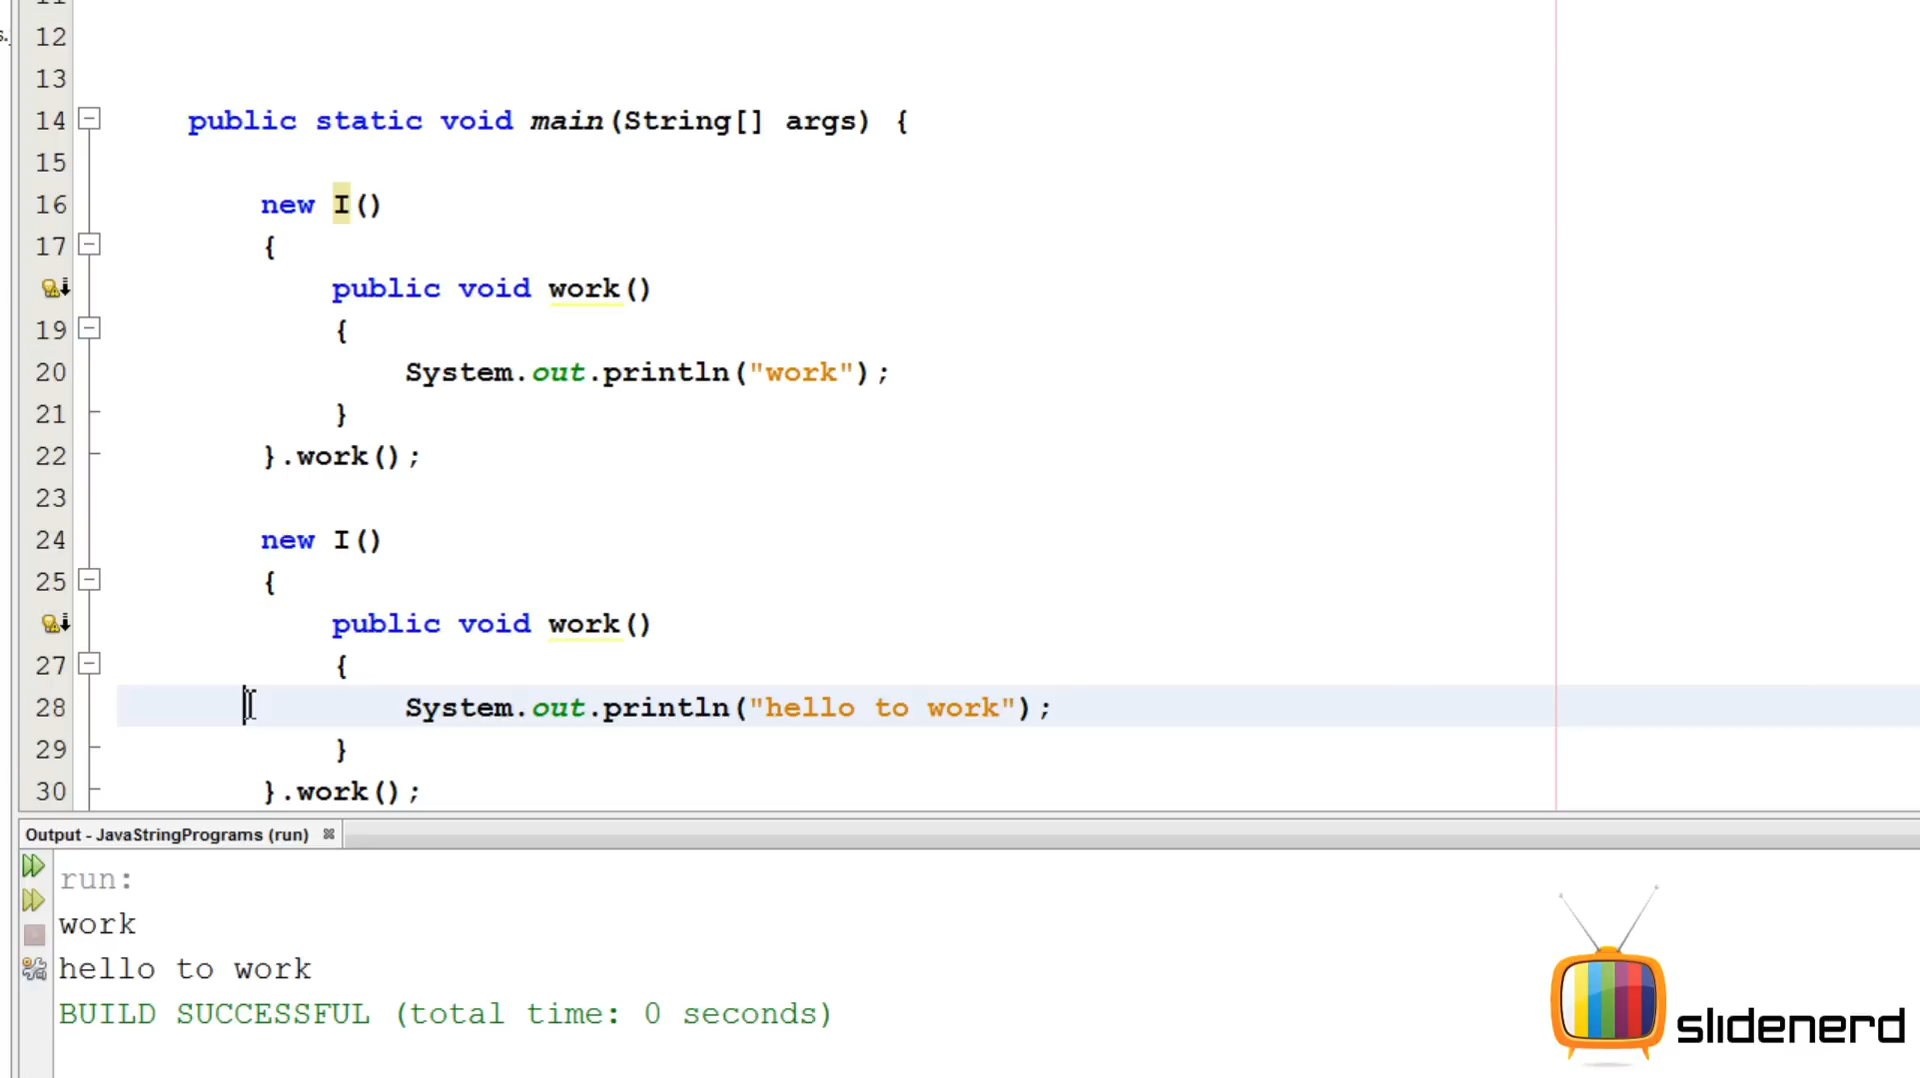 12
13
14 public static void main(String[] args) {
15
16 new I()
17 {
public void work()
19 {
20 System.out.println("work");
21 }
22 }.work();
23
24 new I()
25 {
public void work()
27 {
28 System.out.println("hello to work");
29 }
30 }.work();
Output - JavaStringPrograms (run)
run:
work
hello to work
BUILD SUCCESSFUL (total time: 0 seconds)
slidenerd